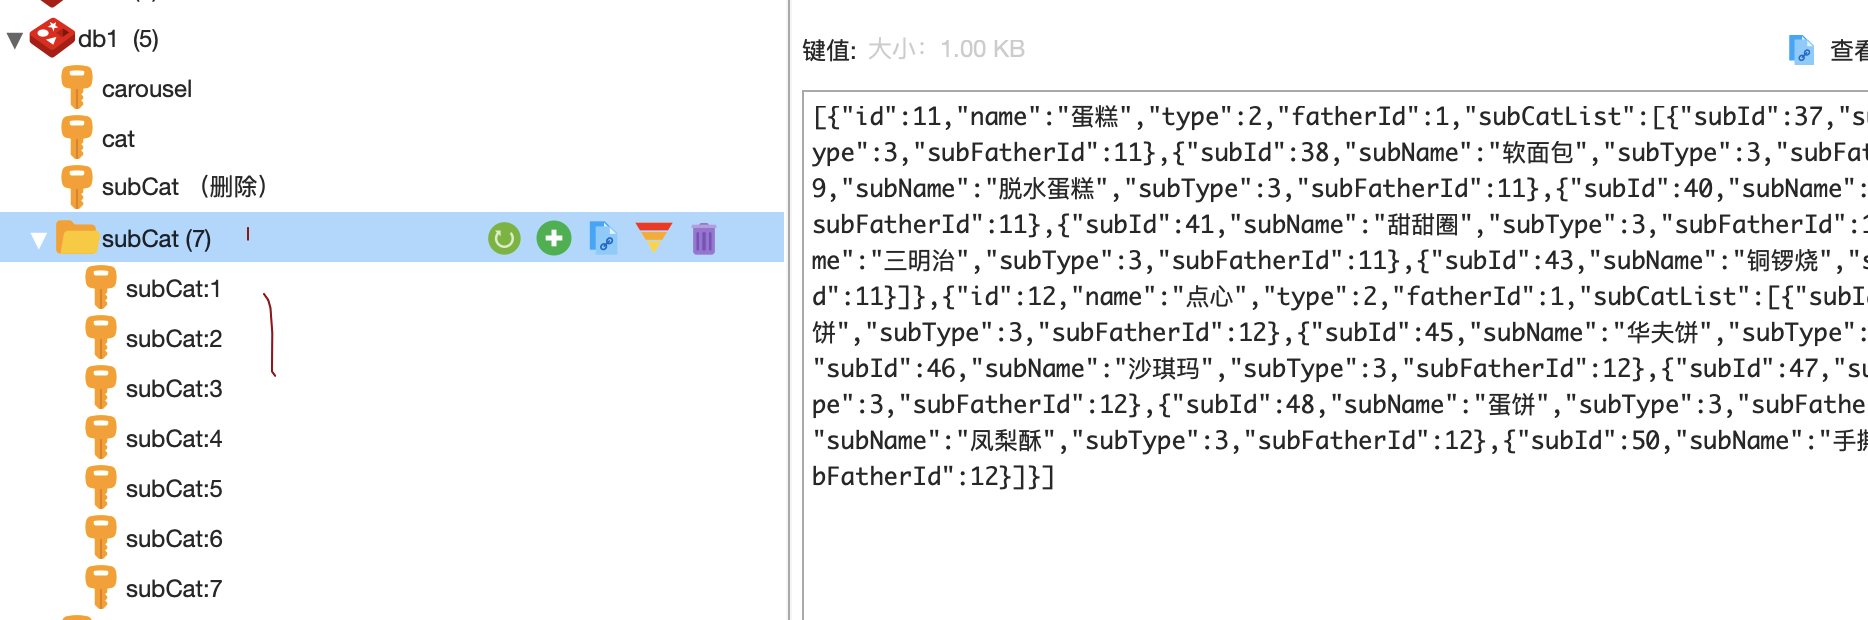 db1 (5)
carousel
cat
subCat （删除）
subCat (7)
subCat:1
subCat:2
subCat:3
subCat:4
subCat:5
subCat:6
subCat:7
键值: 大小: 1.00 KB
查看
[{"id":11,"name":"蛋糕","type":2,"fatherId":1,"subCatList":[{"subId":37,"su
ype":3,"subFatherId":11},{"subId":38,"subName":"软面包","subType":3,"subFat
9,"subName":"脱水蛋糕","subType":3,"subFatherId":11},{"subId":40,"subName":
subFatherId":11},{"subId":41,"subName":"甜甜圈","subType":3,"subFatherId":1
me":"三明治","subType":3,"subFatherId":11},{"subId":43,"subName":"铜锣烧","s
d":11}]},{"id":12,"name":"点心","type":2,"fatherId":1,"subCatList":[{"subI
饼","subType":3,"subFatherId":12},{"subId":45,"subName":"华夫饼","subType":
"subId":46,"subName":"沙琪玛","subType":3,"subFatherId":12},{"subId":47,"su
pe":3,"subFatherId":12},{"subId":48,"subName":"蛋饼","subType":3,"subFathe
"subName":"凤梨酥","subType":3,"subFatherId":12},{"subId":50,"subName":"手撕
bFatherId":12}]}]